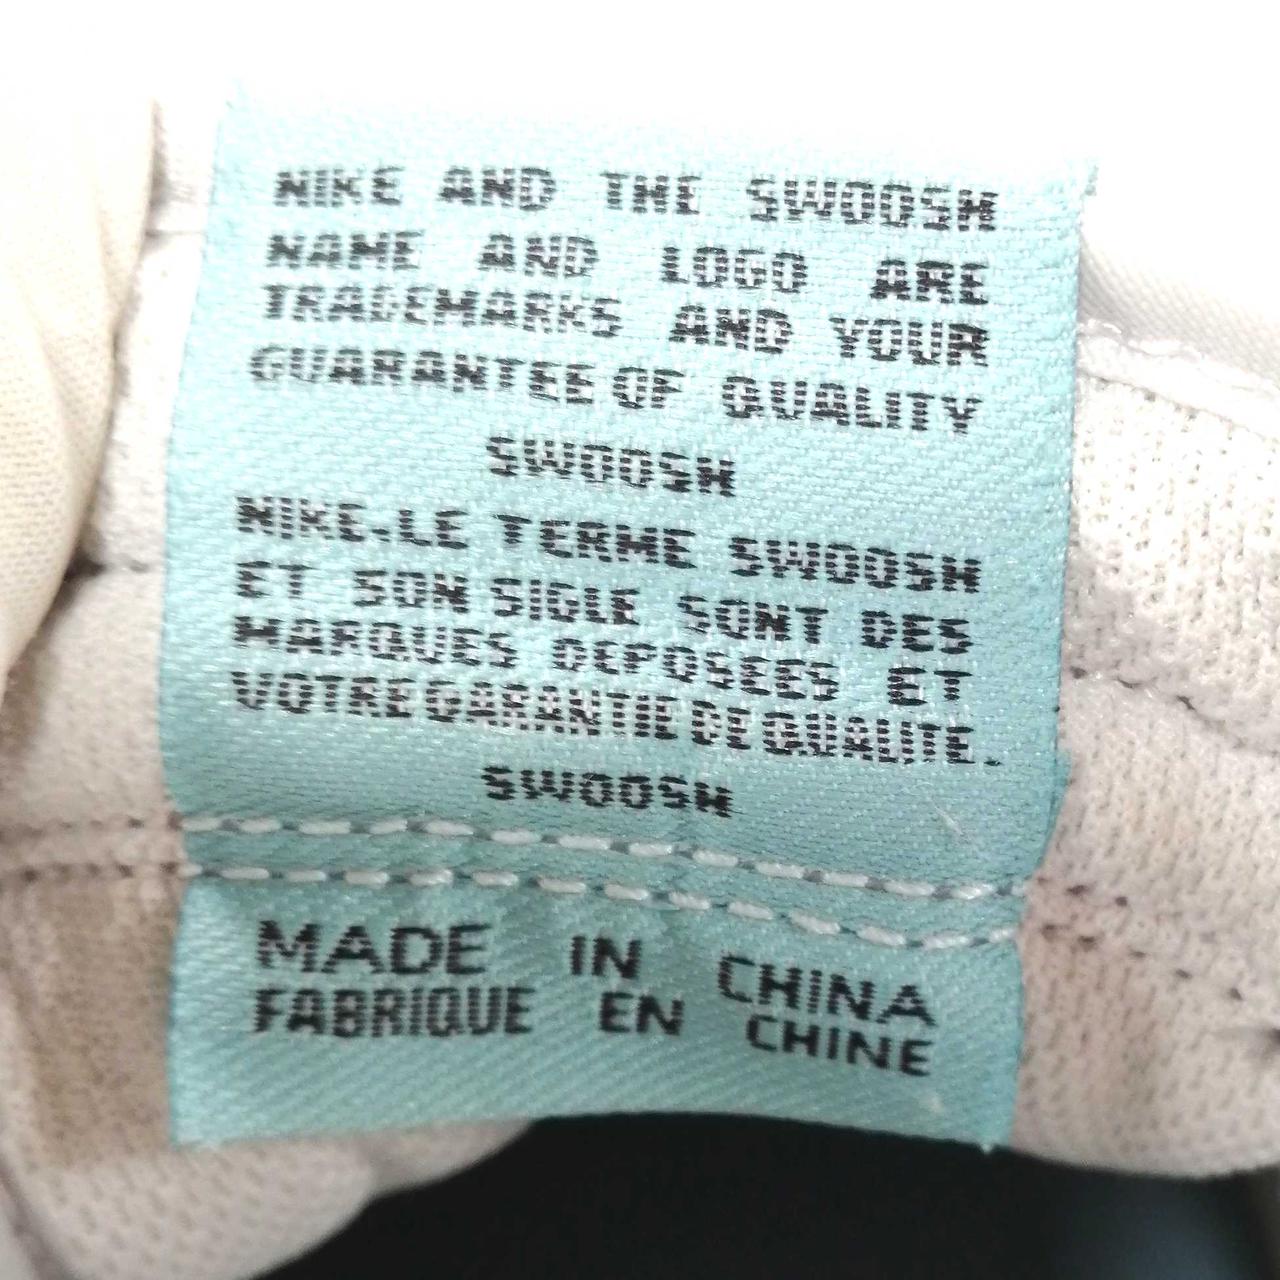 NIKE AND THE SWOOSH
NAME AND LOGO ARE
TRADEMARKS AND YOUR
GUARANTEE OF QUALITY
SWOOSH
NIKE.LE TERME SWOOSH
ET SON SIGLE SONT DES
MARQUES DEPOSEES ET
VOTRE GARANTIE DE QUALITE.
SWOOSH
MADE IN CHINA
FABRIQUE EN CHINE